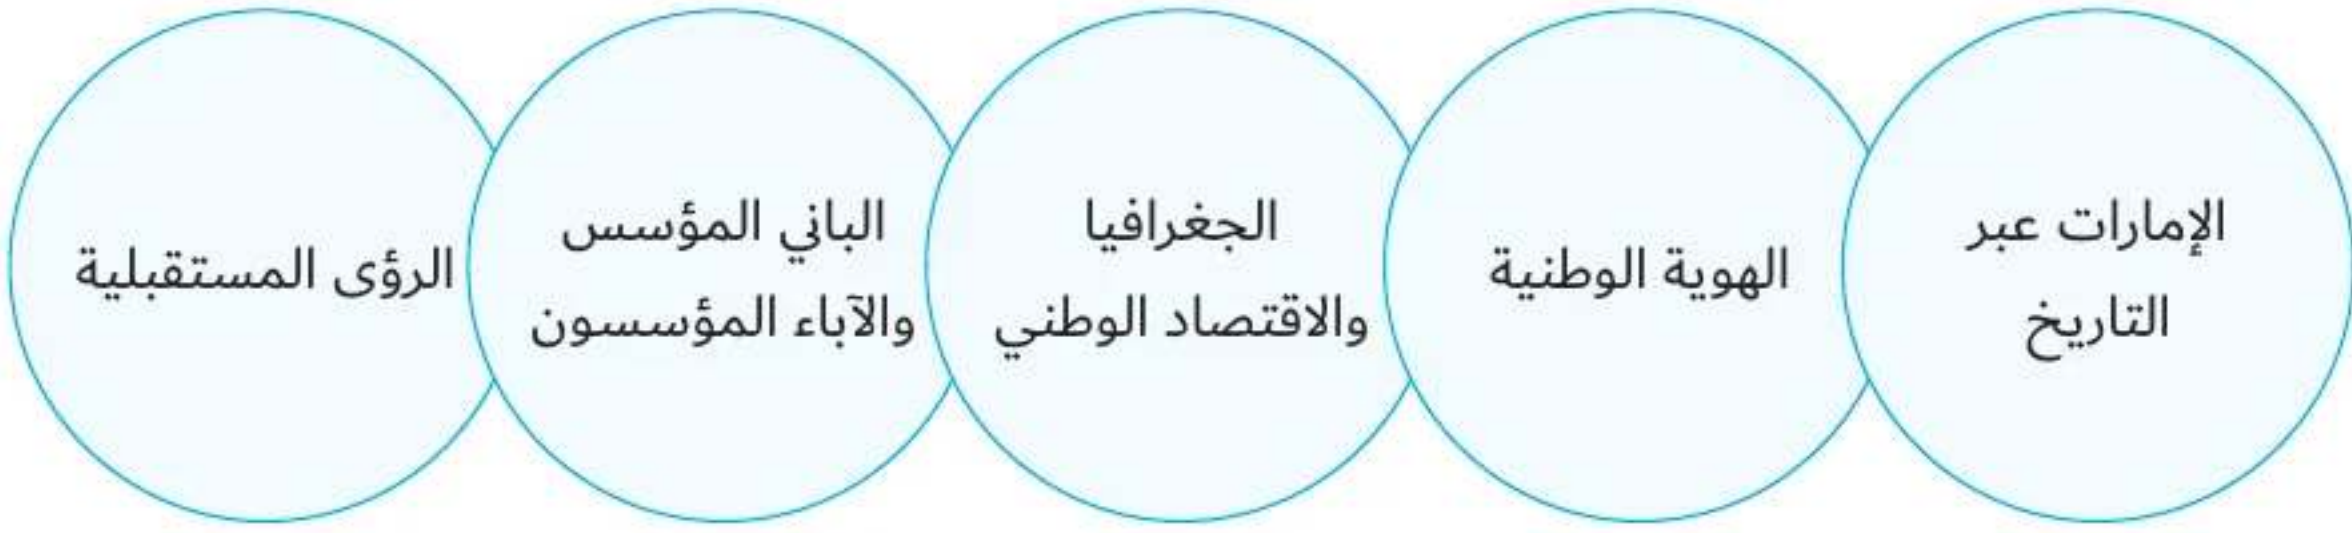 الإمارات عبر
التاريخ
الهوية الوطنية
الجغرافيا
والاقتصاد الوطني
الباني المؤسس
والآباء المؤسسون
الرؤى المستقبلية